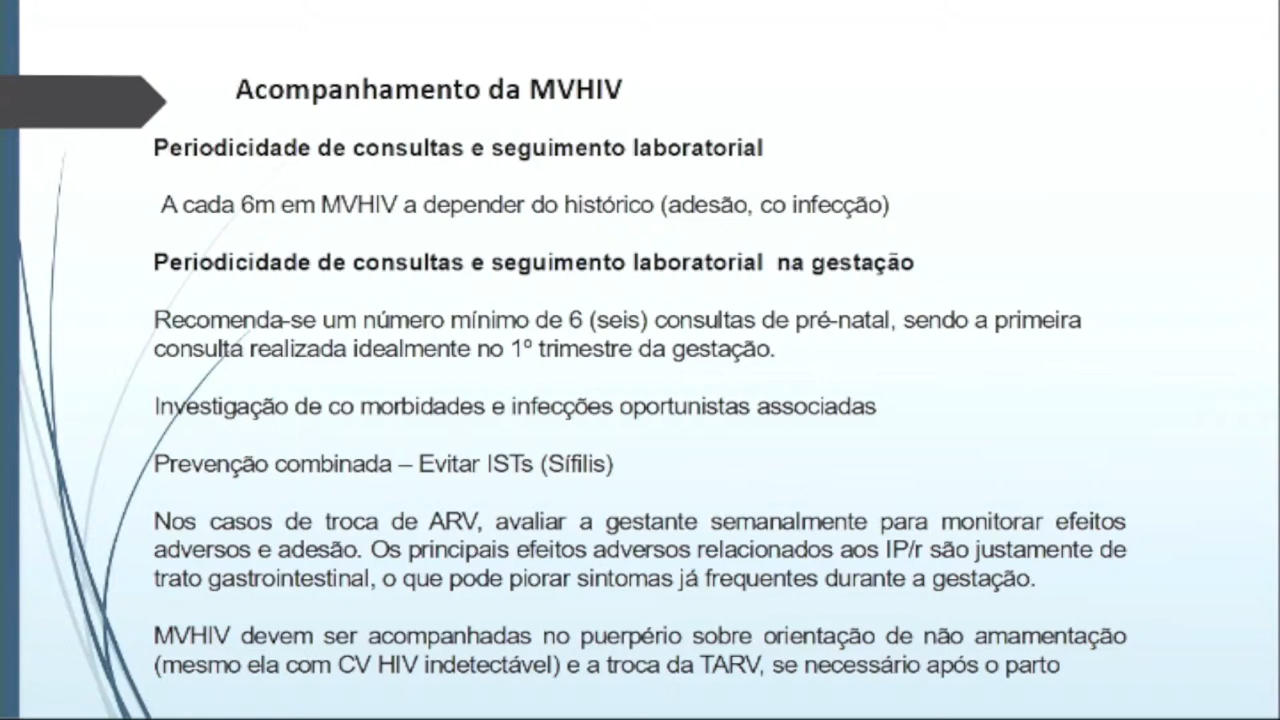 Acompanhamento da MVHIV
Periodicidade de consultas e seguimento laboratorial
A cada 6m em MVHIV a depender do histórico (adesão, co infecção)
Periodicidade de consultas e seguimento laboratorial na gestação
Recomenda-se um número mínimo de 6 (seis) consultas de pré-natal, sendo a primeira
consulta realizada idealmente no 1º trimestre da gestação.
Investigação de co morbidades e infecções oportunistas associadas
Prevenção combinada – Evitar ISTs (Sífilis)
Nos casos de troca de ARV, avaliar a gestante semanalmente para monitorar efeitos
adversos e adesão. Os principais efeitos adversos relacionados aos IP/r são justamente de
trato gastrointestinal, o que pode piorar sintomas já frequentes durante a gestação.
MVHIV devem ser acompanhadas no puerpério sobre orientação de não amamentação
(mesmo ela com CV HIV indetectável) e a troca da TARV, se necessário após o parto